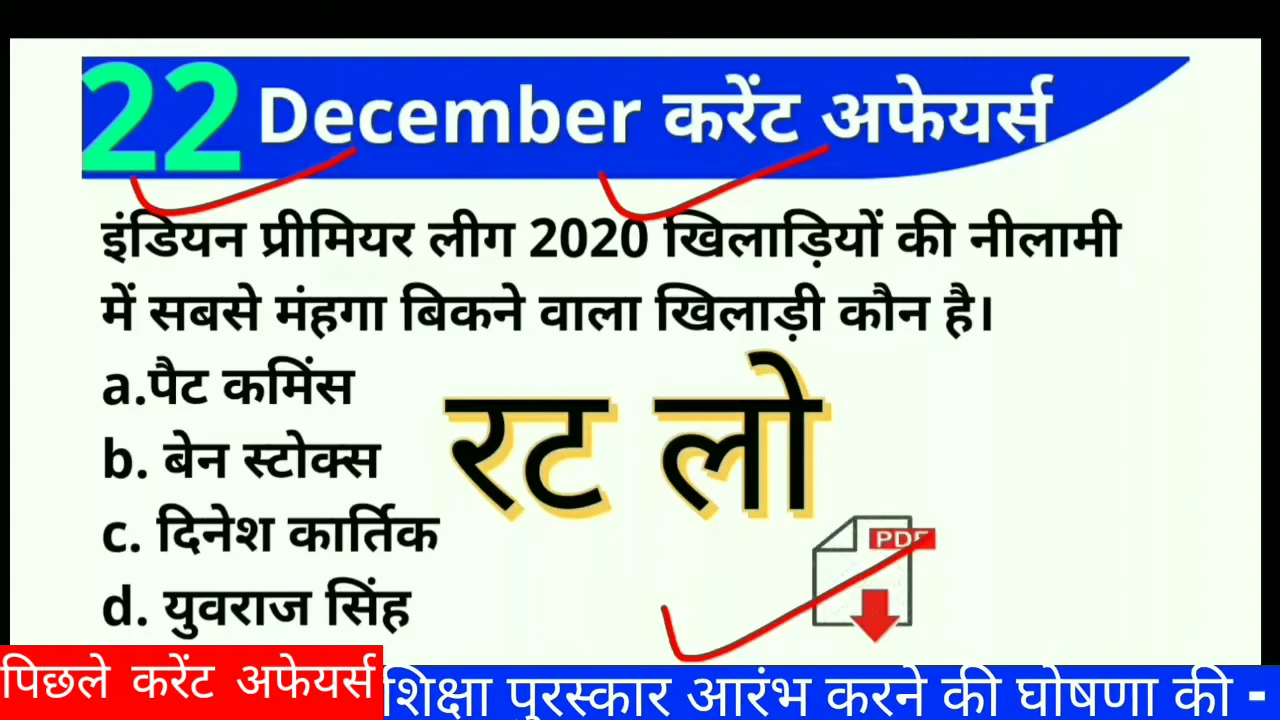 22 December करेंट अफेयर्स
इंडियन प्रीमियर लीग 2020 खिलाड़ियों की नीलामी
में सबसे मंहगा बिकने वाला खिलाड़ी कौन है।
a.पैट कमिंस
b. बेन स्टोक्स
c. दिनेश कार्तिक
d. युवराज सिंह
रट लो
PDF
पिछले करेंट अफेयर्स
शिक्षा पुरस्कार आरंभ करने की घोषणा की -